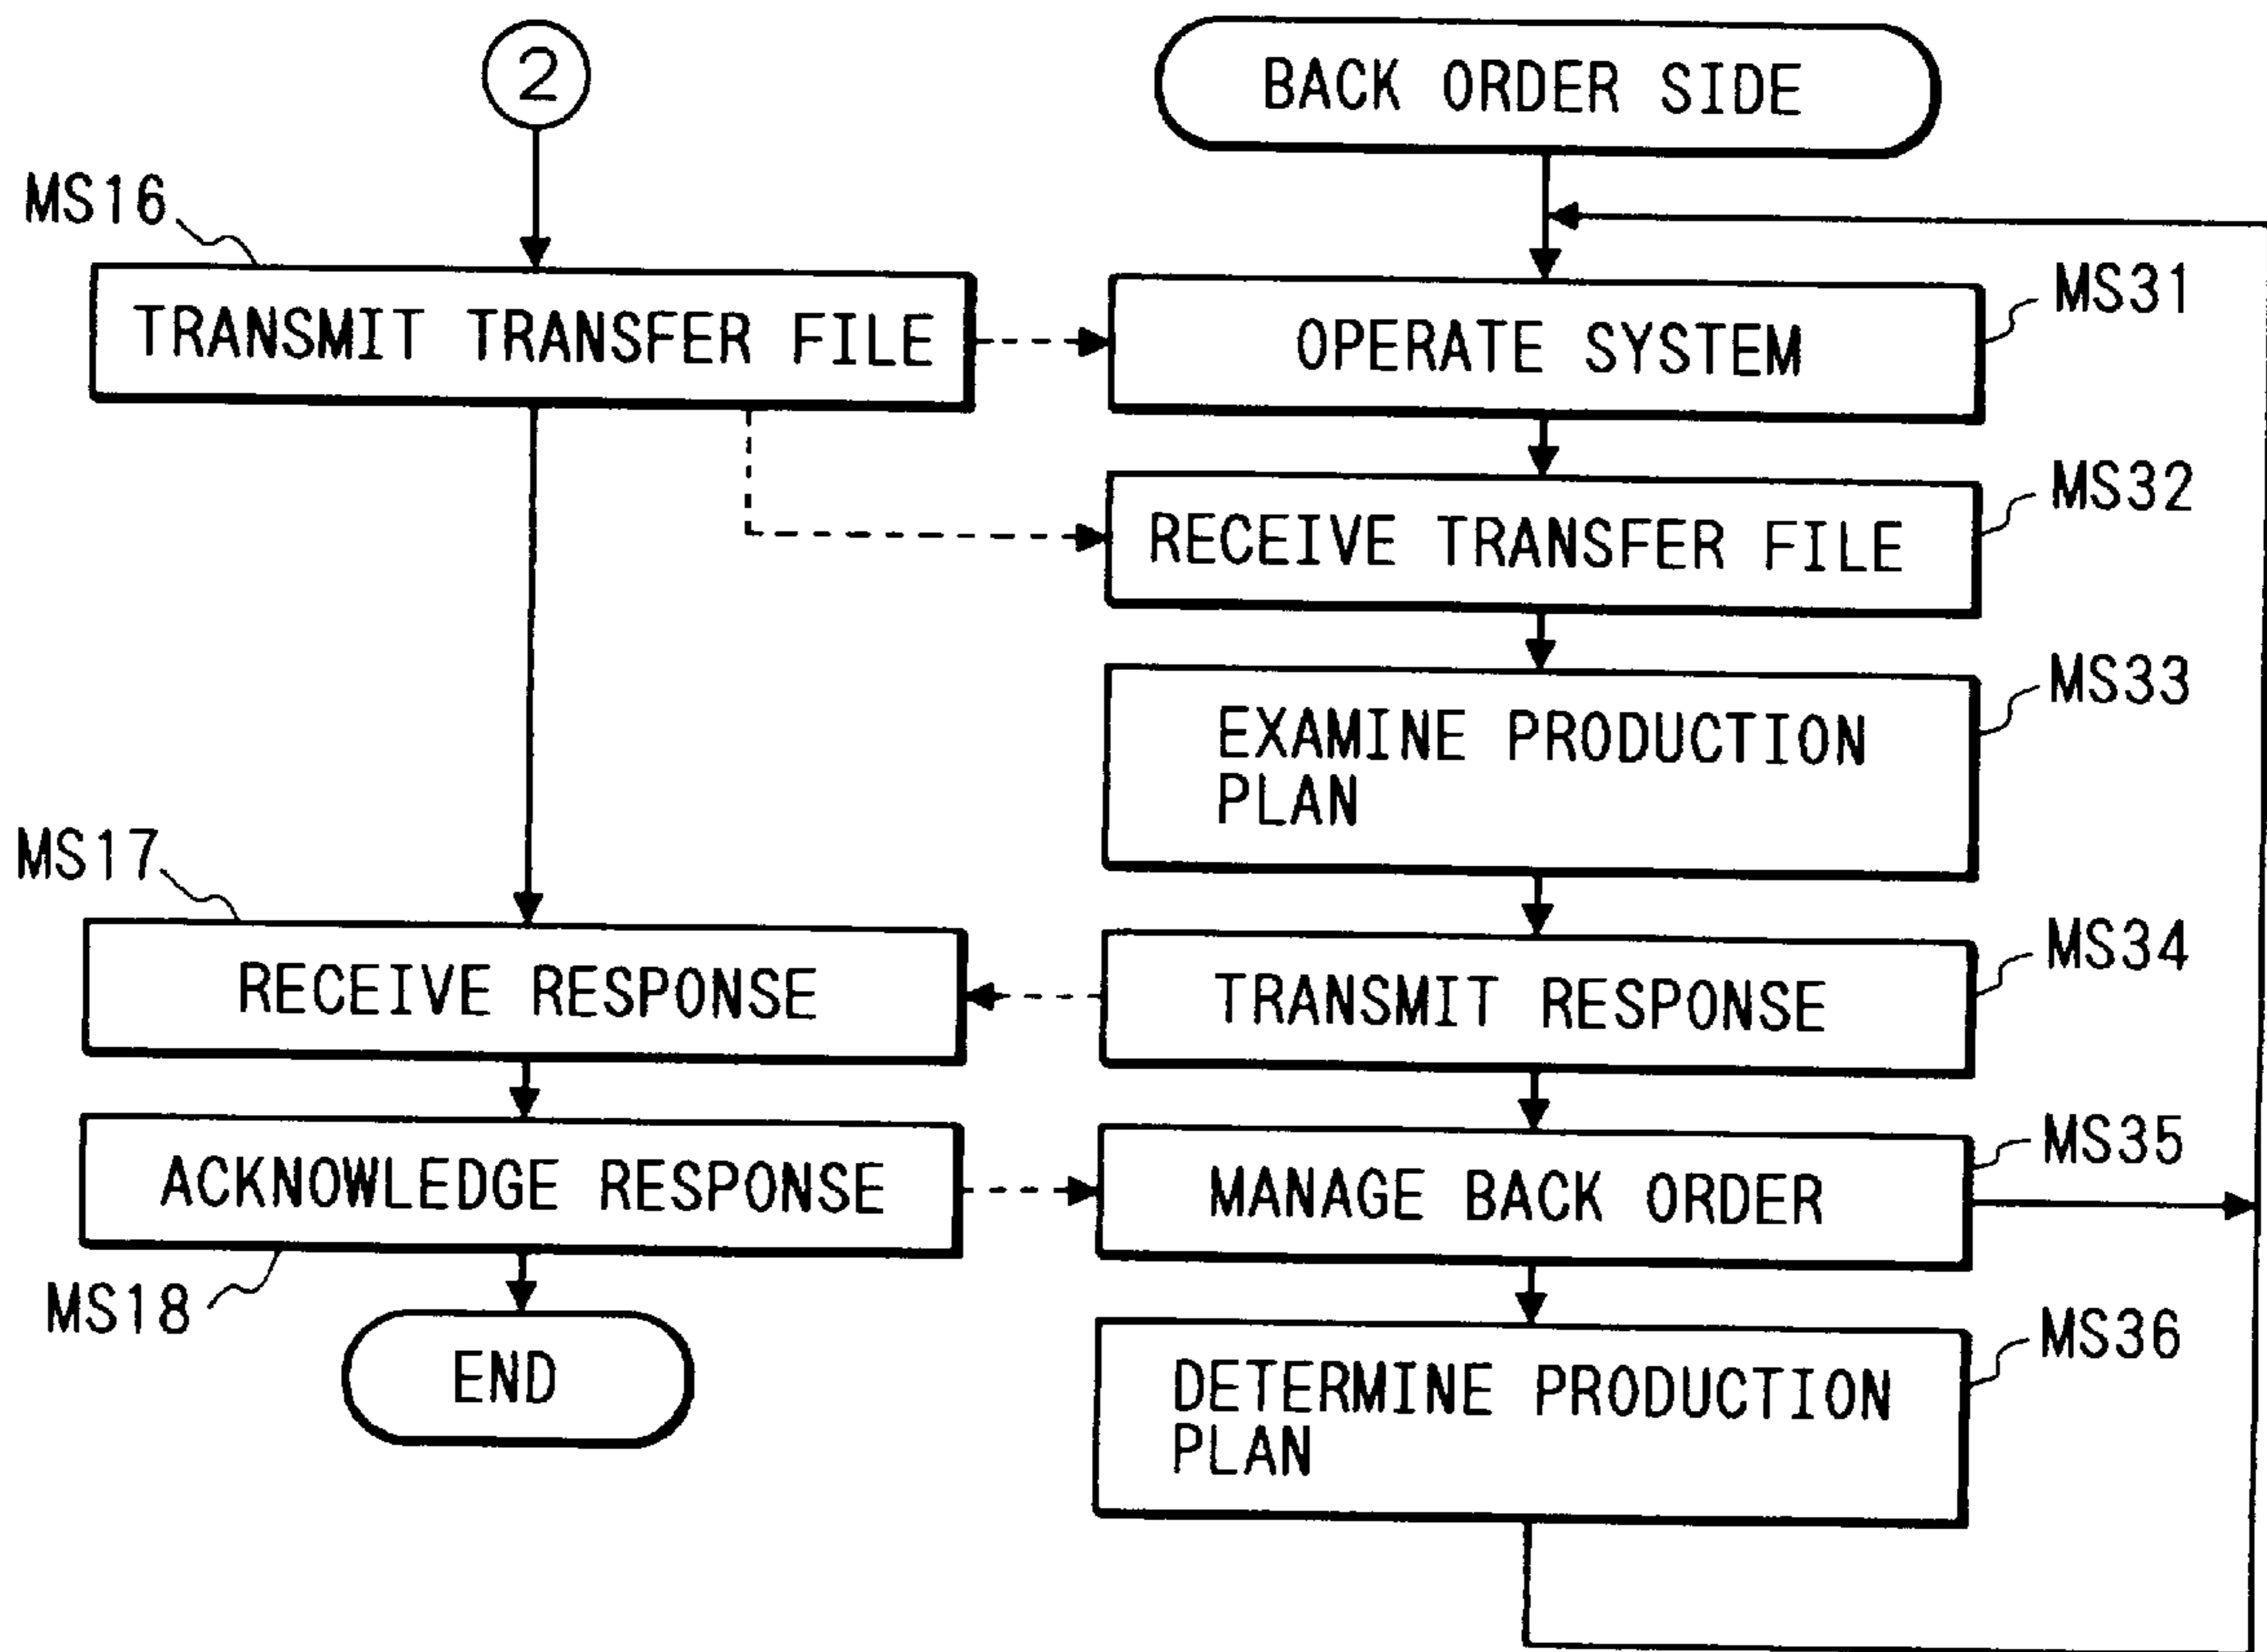 2
BACK ORDER SIDE
MS16
TRANSMIT TRANSFER FILE
OPERATE SYSTEM
MS31
RECEIVE TRANSFER FILE
MS32
EXAMINE PRODUCTION
PLAN
MS33
MS17
RECEIVE RESPONSE
TRANSMIT RESPONSE
MS34
ACKNOWLEDGE RESPONSE
MANAGE BACK ORDER
MS35
MS18
END
DETERMINE PRODUCTION
PLAN
MS36